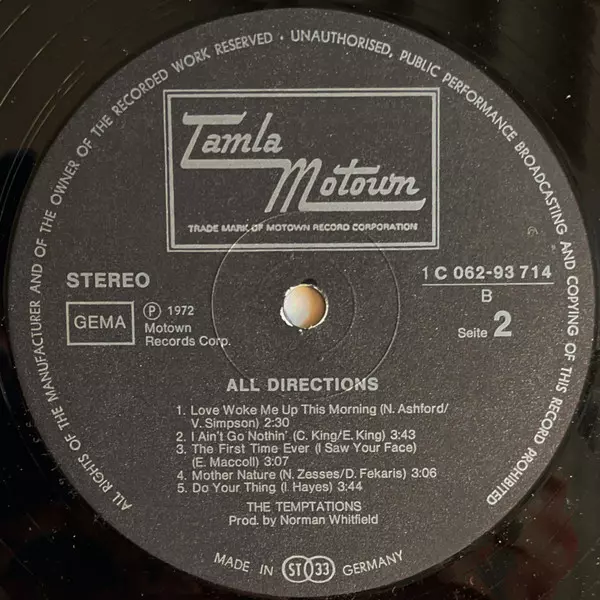 ALL RIGHTS OF THE MANUFACTURER AND OF THE OWNER OF THE RECORDED WORK RESERVED · UNAUTHORISED, PUBLIC PERFORMANCE BROADCASTING AND COPYING OF THIS RECORD PROHIBITED
Tamla
Motown
TRADE MARK OF MOTOWN RECORD CORPORATION
STEREO
1 C 062-93 714
GEMA
P 1972
Motown
Records Corp.
B
Seite 2
ALL DIRECTIONS
1. Love Woke Me Up This Morning (N. Ashford/
V. Simpson) 2:30
2. I Ain't Go Nothin' (C. King/E. King) 3:43
3. The First Time Ever (I Saw Your Face)
(E. Maccoll) 3:07
4. Mother Nature (N. Zesses/D. Fekaris) 3:06
5. Do Your Thing (I. Hayes) 3:44
THE TEMPTATIONS
Prod. by Norman Whitfield
MADE IN ST 33 GERMANY